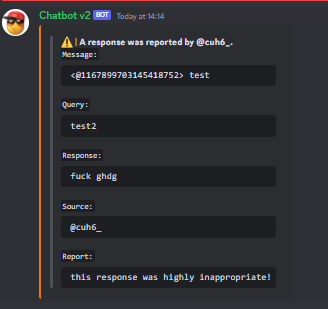 Chatbot v2 BOT Today at 14:14
⚠️ | A response was reported by @cuh6_.
Message:
<@1167899703145418752> test
Query:
test2
Response:
fuck ghdg
Source:
@cuh6_
Report:
this response was highly inappropriate!